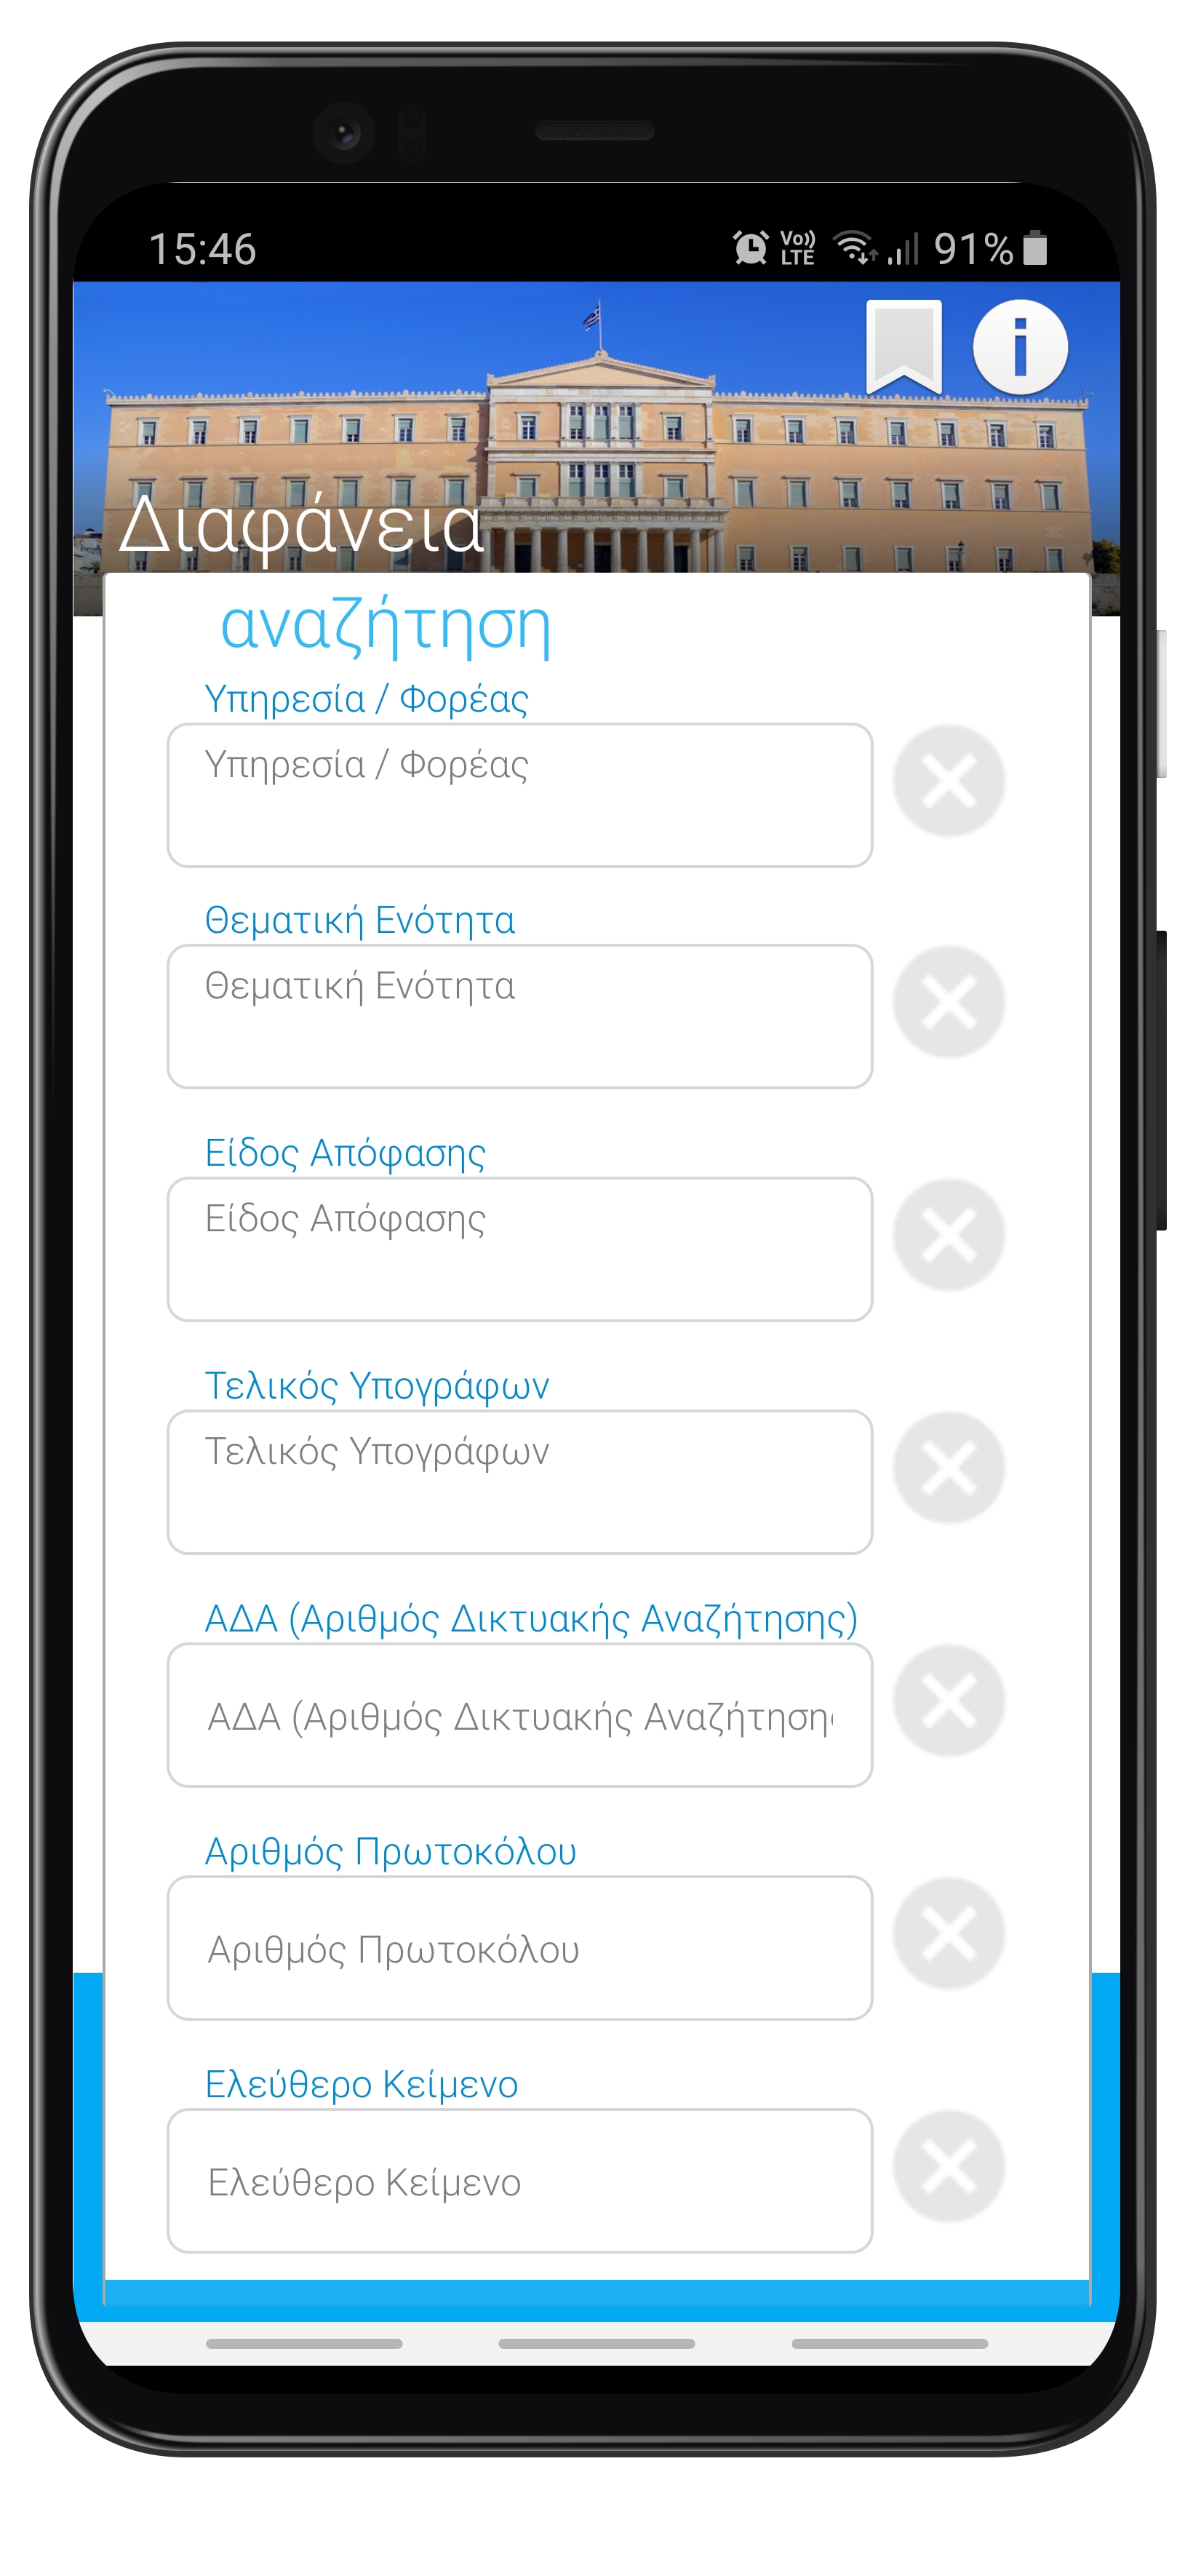 15:46
Vo)) LTE 91%
Διαφάνεια
αναζήτηση
Υπηρεσία / Φορέας
Υπηρεσία / Φορέας
Θεματική Ενότητα
Θεματική Ενότητα
Είδος Απόφασης
Είδος Απόφασης
Τελικός Υπογράφων
Τελικός Υπογράφων
ΑΔΑ (Αριθμός Δικτυακής Αναζήτησης)
ΑΔΑ (Αριθμός Δικτυακής Αναζήτησης
Αριθμός Πρωτοκόλου
Αριθμός Πρωτοκόλου
Ελεύθερο Κείμενο
Ελεύθερο Κείμενο